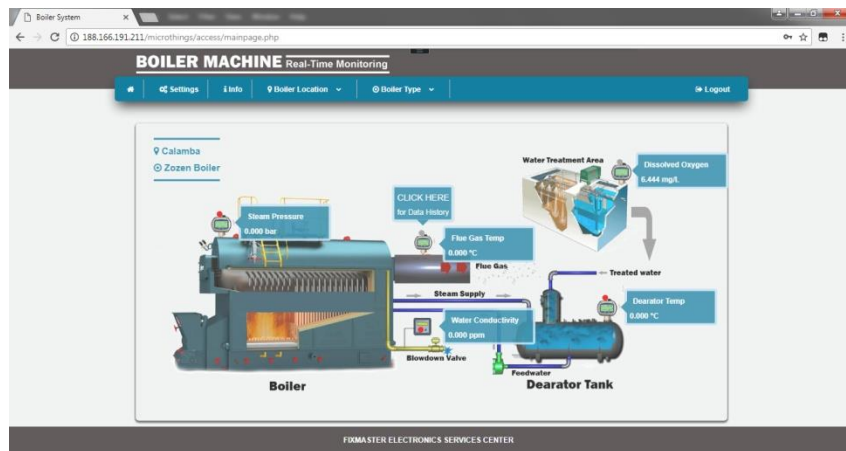 Boiler System
188.166.191.211/microthings/access/mainpage.php
BOILER MACHINE Real-Time Monitoring
Settings
Info
Boiler Location
Boiler Type
Logout
Calamba
Zozen Boiler
Water Treatment Area
Dissolved Oxygen
6.444 mg/L
CLICK HERE
for Data History
Steam Pressure
0.000 bar
Flue Gas Temp
0.000 °C
Flue Gas
Treated water
Steam Supply
Dearator Temp
0.000 °C
Water Conductivity
0.000 ppm
Blowdown Valve
Feedwater
Boiler
Dearator Tank
FIXMASTER ELECTRONICS SERVICES CENTER